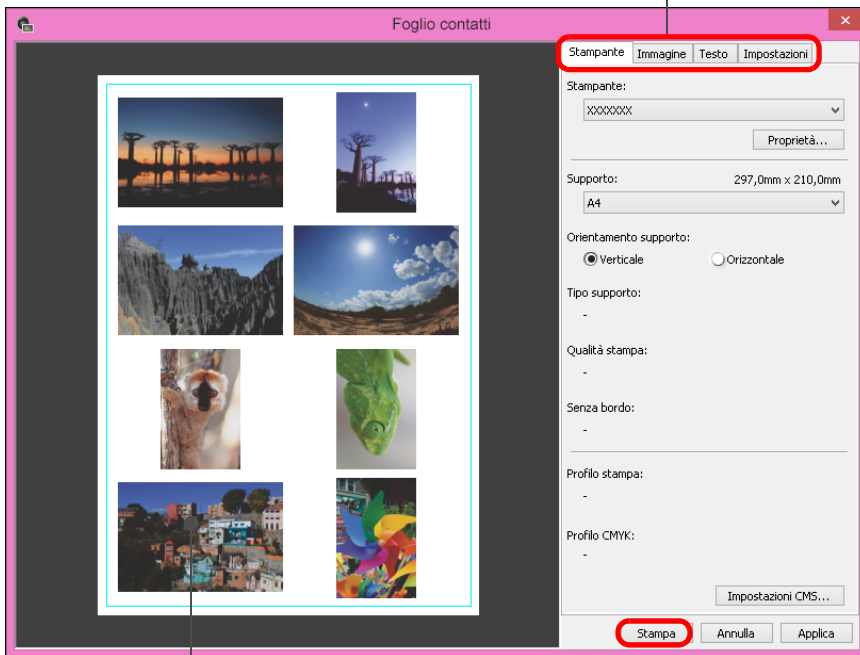 Foglio contatti
Stampante Immagine Testo Impostazioni
Stampante:
XXXXXXX
Proprietà...
Supporto: 297,0mm x 210,0mm
A4
Orientamento supporto:
Verticale Orizzontale
Tipo supporto:
-
Qualità stampa:
-
Senza bordo:
-
Profilo stampa:
-
Profilo CMYK:
-
Impostazioni CMS...
Stampa Annulla Applica